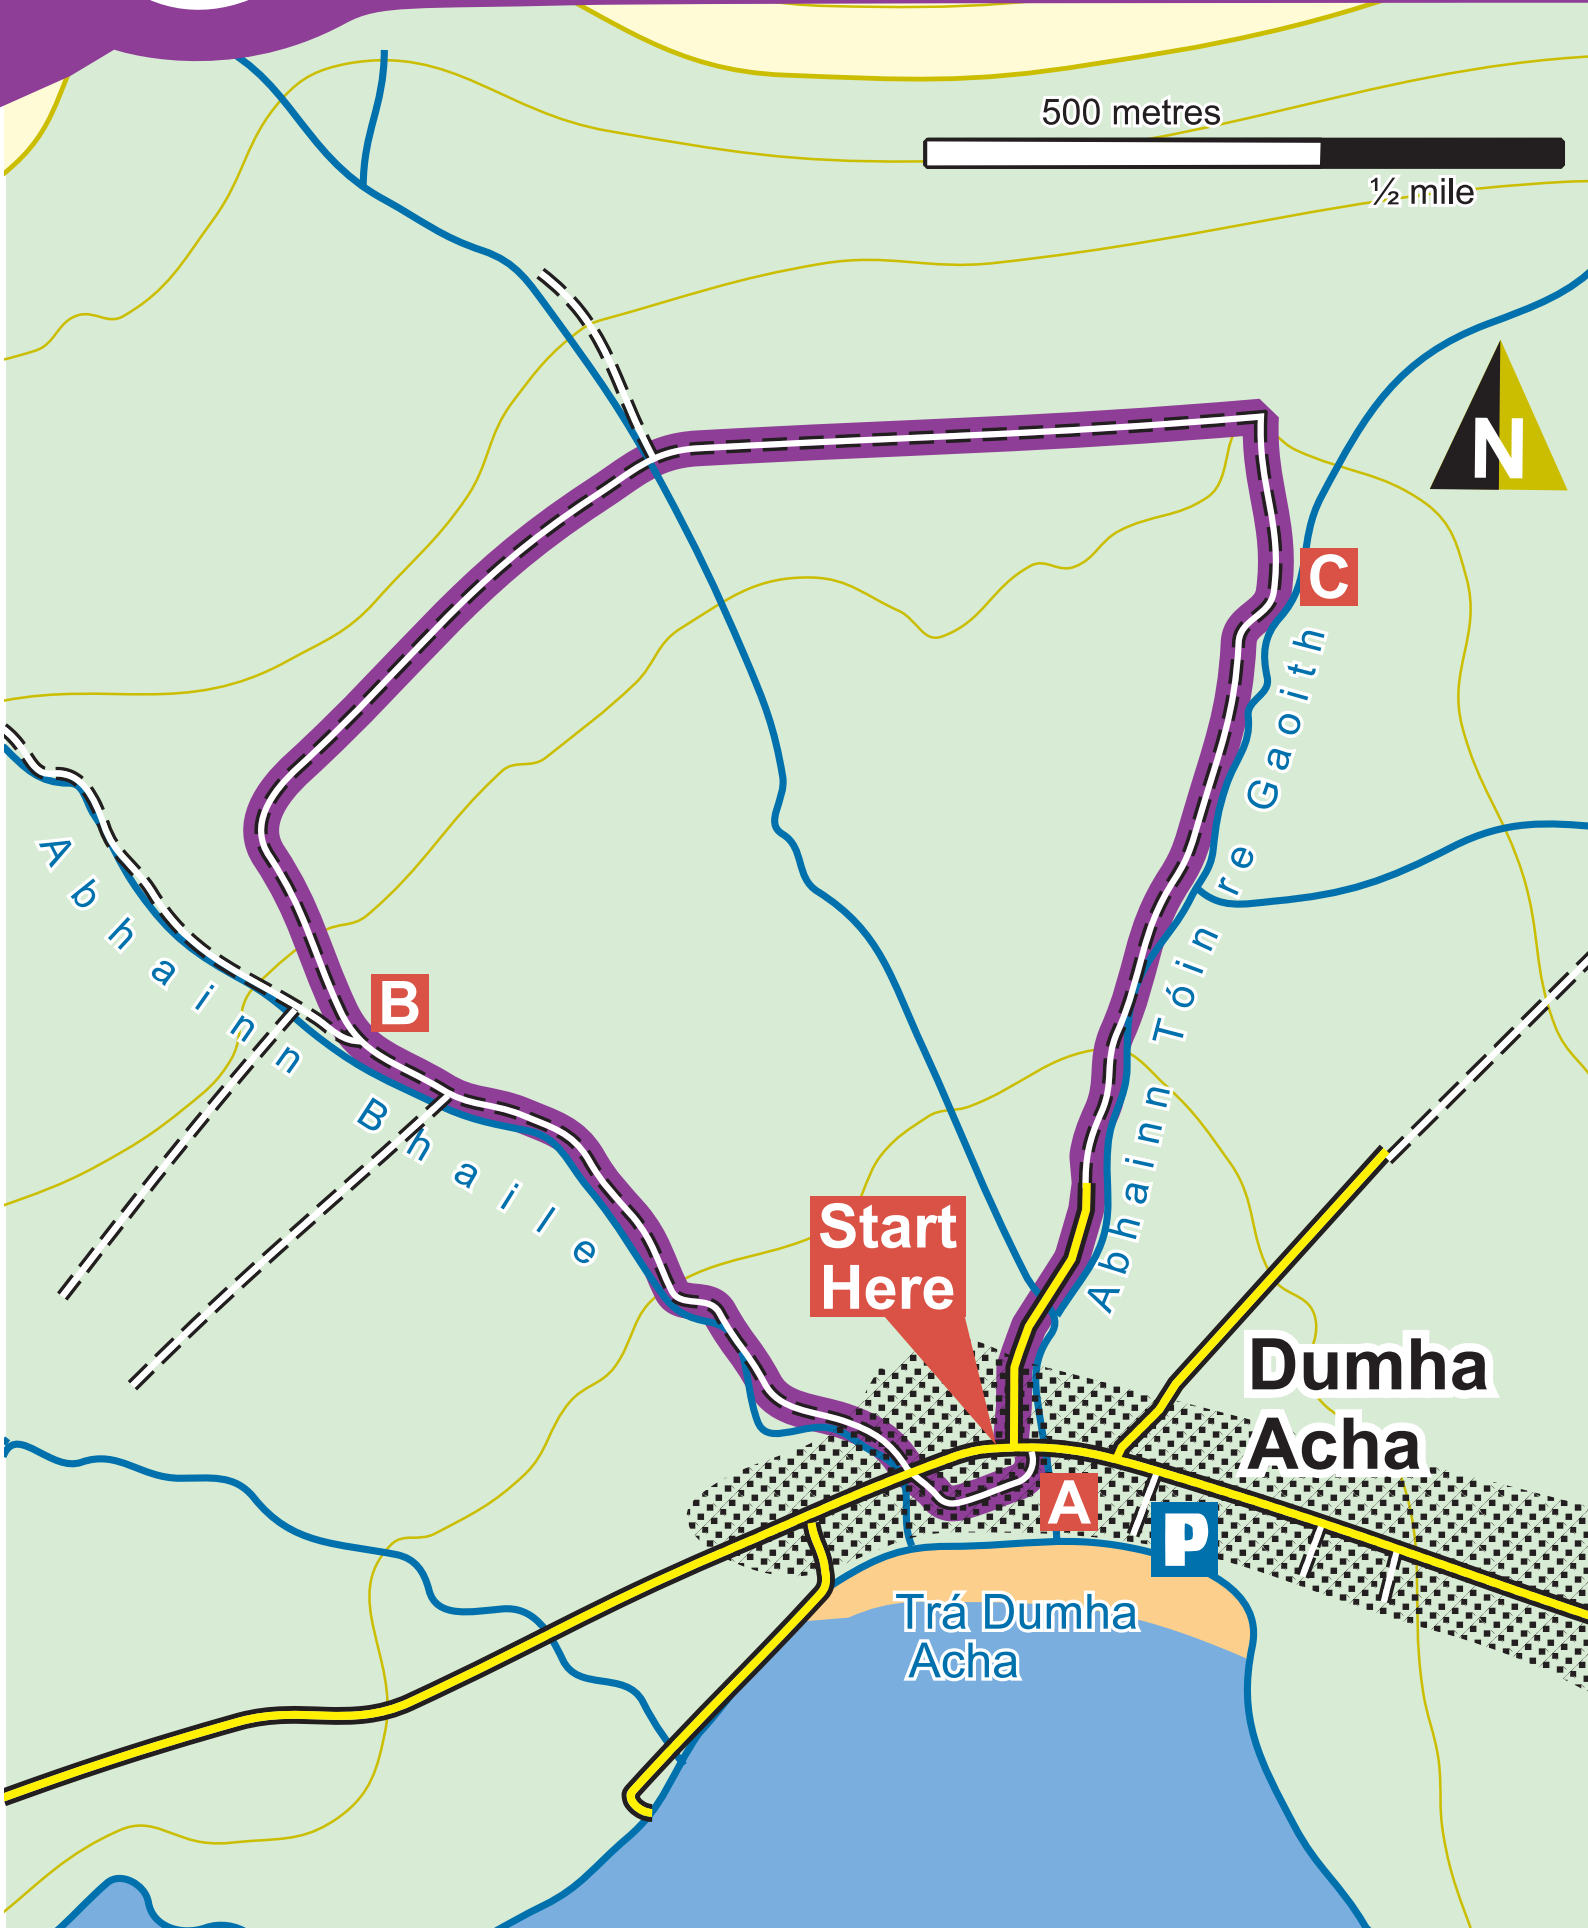 500 metres
½ mile
N
C
Abhainn Tóin re Gaoith
Abhainn Bhaile
B
Start
Here
Dumha
Acha
A
P
Trá Dumha
Acha